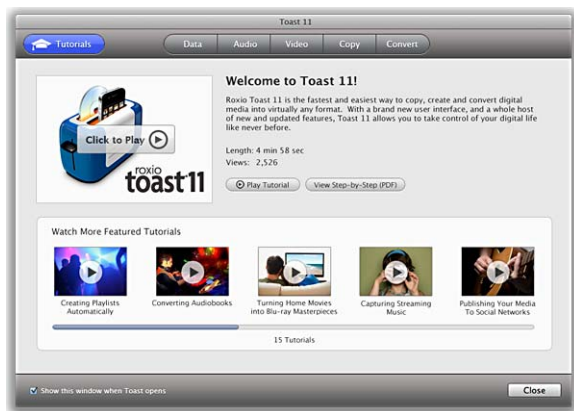 Toast 11
Tutorials
Data
Audio
Video
Copy
Convert
Click to Play
roxio
toast 11
Welcome to Toast 11!
Roxio Toast 11 is the fastest and easiest way to copy, create and convert digital
media into virtually any format. With a brand new user interface, and a whole host
of new and updated features, Toast 11 allows you to take control of your digital life
like never before.
Length: 4 min 58 sec
Views: 2,526
Play Tutorial
View Step-by-Step (PDF)
Watch More Featured Tutorials
Creating Playlists
Automatically
Converting Audiobooks
Turning Home Movies
into Blu-ray Masterpieces
Capturing Streaming
Music
Publishing Your Media
To Social Networks
15 Tutorials
Show this window when Toast opens
Close